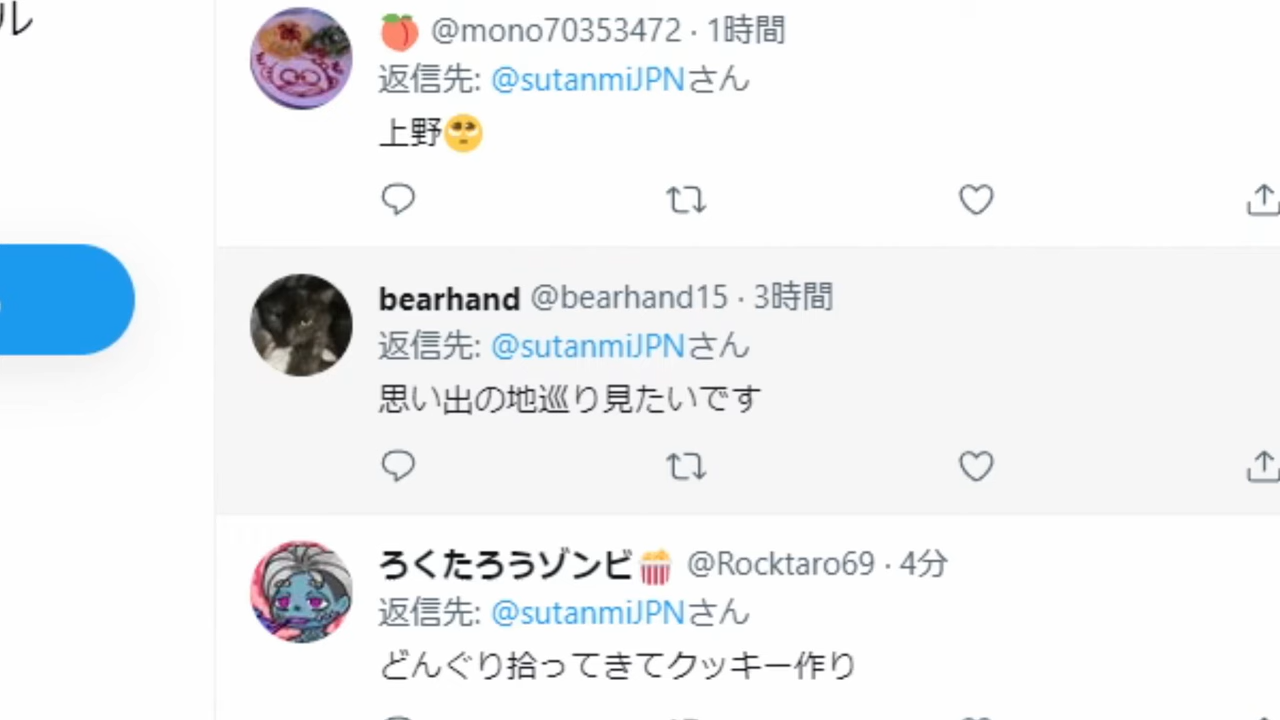 ル
🍑 @mono70353472 · 1時間
返信先: @sutanmiJPNさん
上野🥺
bearhand @bearhand15 · 3時間
返信先: @sutanmiJPNさん
思い出の地巡り見たいです
ろくたろうゾンビ🍿 @Rocktaro69 · 4分
返信先: @sutanmiJPNさん
どんぐり拾ってきてクッキー作り